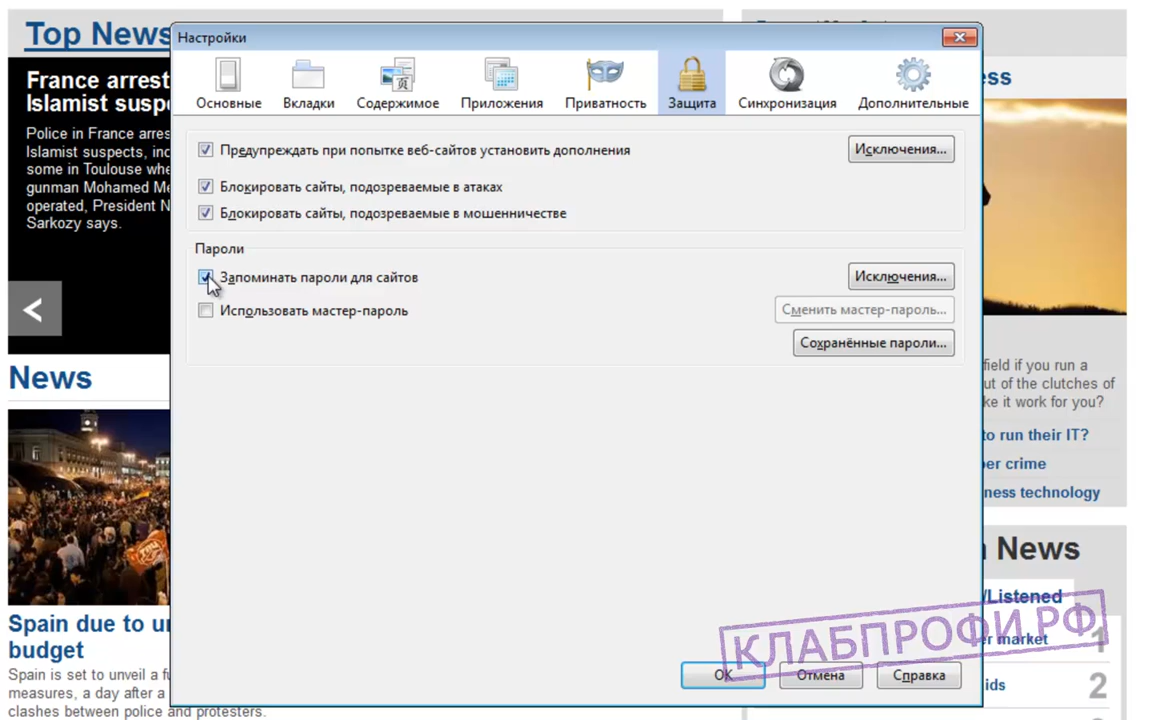 Top News
France arrest
Islamist susp
Police in France arres
Islamist suspects, inc
some in Toulouse whe
gunman Mohamed Me
operated, President N
Sarkozy says.
<
News
Spain due to u
budget
Spain is set to unveil a fu
measures, a day after a
clashes between police and protesters.
Настройки
Основные
Вкладки
Содержимое
Приложения
Приватность
Защита
Синхронизация
Дополнительные
Предупреждать при попытке веб-сайтов установить дополнения
Исключения...
Блокировать сайты, подозреваемые в атаках
Блокировать сайты, подозреваемые в мошенничестве
Пароли
Запоминать пароли для сайтов
Исключения...
Использовать мастер-пароль
Сменить мастер-пароль...
Сохранённые пароли...
OK
Отмена
Справка
ess
field if you run a
ut of the clutches of
ke it work for you?
to run their IT?
er crime
ness technology
News
/Listened
er market
1
ids
2
КЛАБПРОФИ.РФ